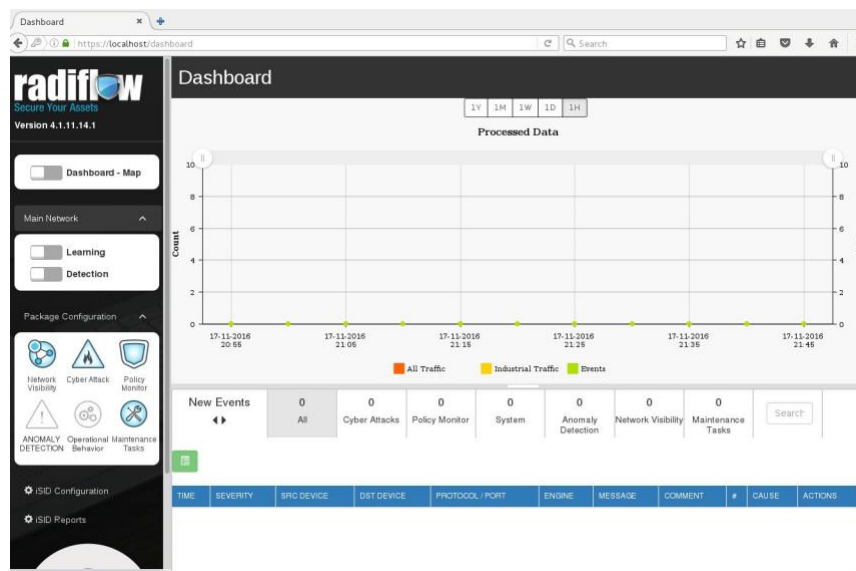 Dashboard
https://localhost/dashboard
Search
radiflow
Secure Your Assets
Version 4.1.11.14.1
Dashboard - Map
Main Network
Learning
Detection
Package Configuration
Network Visibility
Cyber Attack
Policy Monitor
ANOMALY DETECTION
Operational Behavior
Maintenance Tasks
iSID Configuration
iSID Reports
Dashboard
1Y 1M 1W 1D 1H
Processed Data
10 10
8 8
6 6
4 4
2 2
0 0
Count
17-11-2016 17-11-2016 17-11-2016 17-11-2016 17-11-2016 17-11-2016
20:55 21:05 21:15 21:25 21:35 21:45
All Traffic Industrial Traffic Events
New Events
0 All
0 Cyber Attacks
0 Policy Monitor
0 System
0 Anomaly Detection
0 Network Visibility
0 Maintenance Tasks
Search
TIME SEVERITY SRC DEVICE DST DEVICE PROTOCOL / PORT ENGINE MESSAGE COMMENT # CAUSE ACTIONS